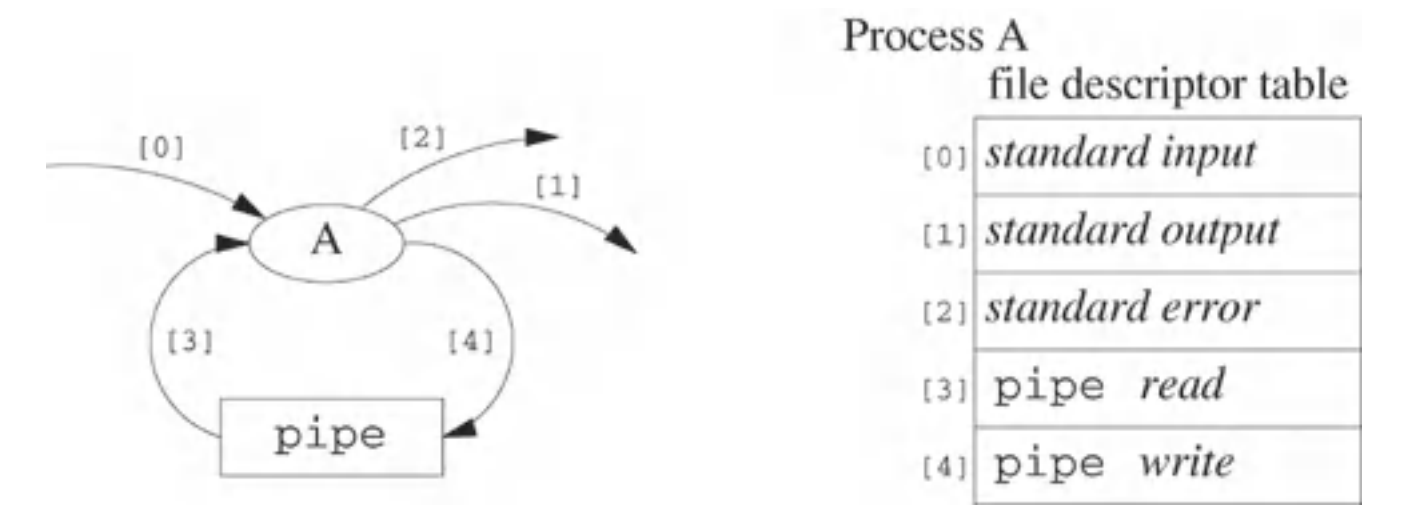 [0]
[2]
[1]
A
[3]
[4]
pipe
Process A
file descriptor table
[0] standard input
[1] standard output
[2] standard error
[3] pipe read
[4] pipe write